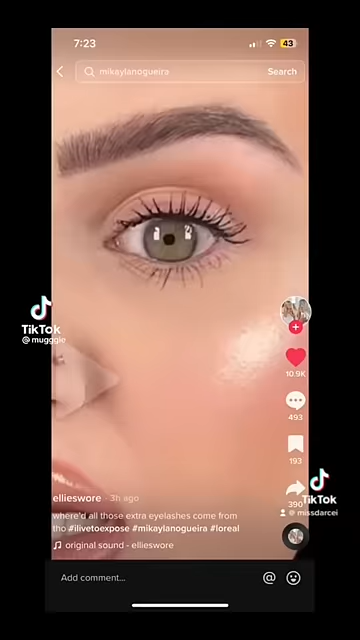 7:23
43
mikaylanogueira
Search
TikTok
@ mugggie
10.9K
493
193
390
TikTok
@ missdarcei
ellieswore · 3h ago
where'd all those extra eyelashes come from
tho #ilivetoexpose #mikaylanogueira #loreal
original sound - ellieswore
Add comment...